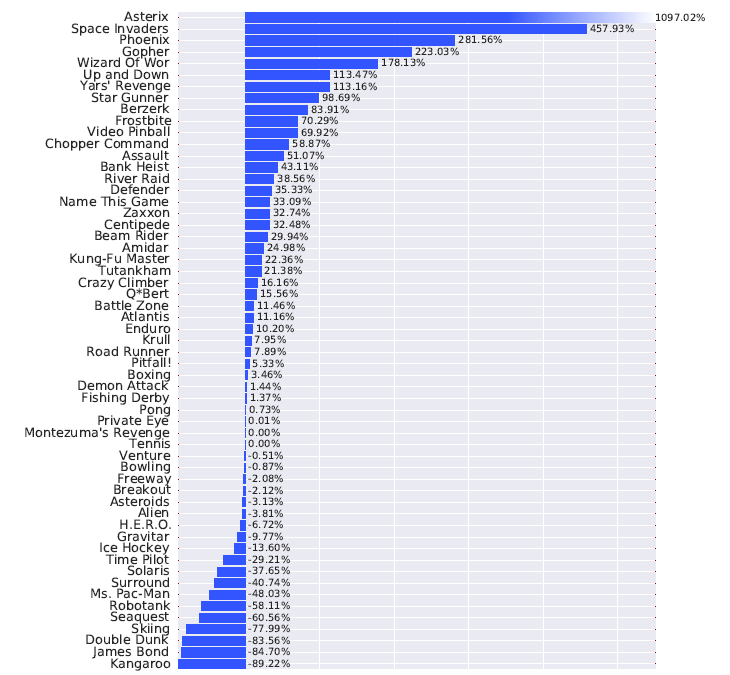 Asterix 1097.02%
Space Invaders 457.93%
Phoenix 281.56%
Gopher 223.03%
Wizard Of Wor 178.13%
Up and Down 113.47%
Yars' Revenge 113.16%
Star Gunner 98.69%
Berzerk 83.91%
Frostbite 70.29%
Video Pinball 69.92%
Chopper Command 58.87%
Assault 51.07%
Bank Heist 43.11%
River Raid 38.56%
Defender 35.33%
Name This Game 33.09%
Zaxxon 32.74%
Centipede 32.48%
Beam Rider 29.94%
Amidar 24.98%
Kung-Fu Master 22.36%
Tutankham 21.38%
Crazy Climber 16.16%
Q*Bert 15.56%
Battle Zone 11.46%
Atlantis 11.16%
Enduro 10.20%
Krull 7.95%
Road Runner 7.89%
Pitfall! 5.33%
Boxing 3.46%
Demon Attack 1.44%
Fishing Derby 1.37%
Pong 0.73%
Private Eye 0.01%
Montezuma's Revenge 0.00%
Tennis 0.00%
Venture -0.51%
Bowling -0.87%
Freeway -2.08%
Breakout -2.12%
Asteroids -3.13%
Alien -3.81%
H.E.R.O. -6.72%
Gravitar -9.77%
Ice Hockey -13.60%
Time Pilot -29.21%
Solaris -37.65%
Surround -40.74%
Ms. Pac-Man -48.03%
Robotank -58.11%
Seaquest -60.56%
Skiing -77.99%
Double Dunk -83.56%
James Bond -84.70%
Kangaroo -89.22%